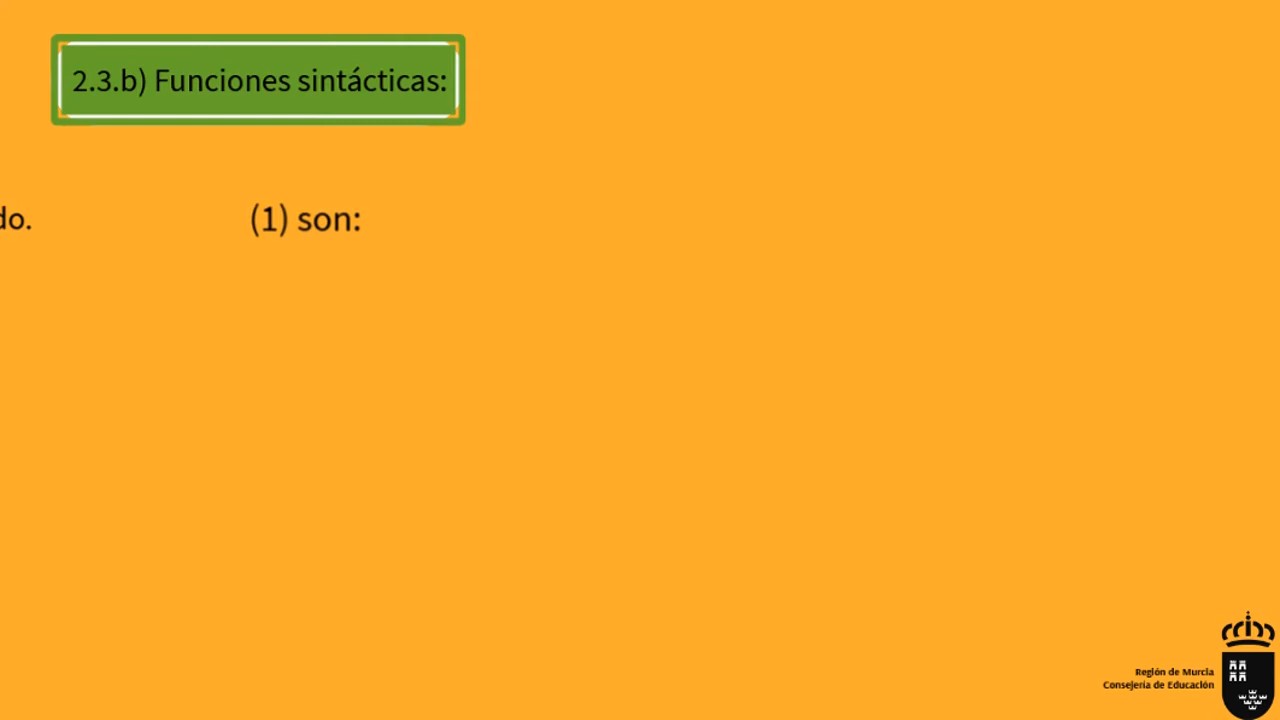 2.3.b) Funciones sintácticas:
do. (1) son:
Región de Murcia
Consejería de Educación